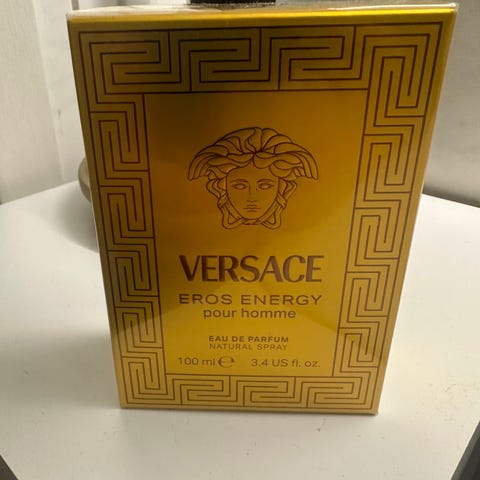 VERSACE
EROS ENERGY
pour homme
EAU DE PARFUM
NATURAL SPRAY
100 ml ℮ 3.4 US fl. oz.